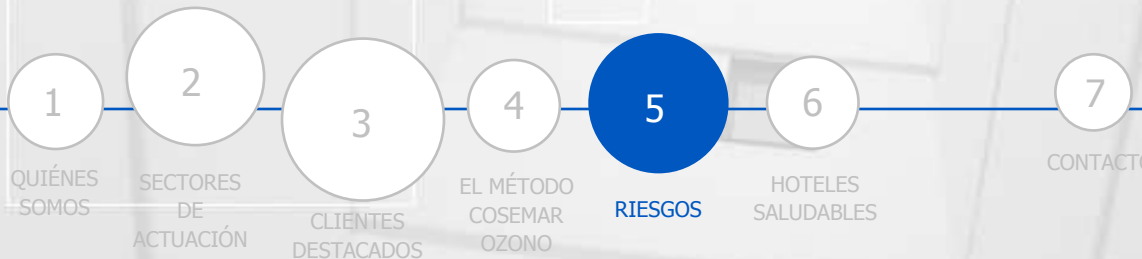 1
QUIÉNES
SOMOS
2
SECTORES
DE
ACTUACIÓN
3
CLIENTES
DESTACADOS
4
EL MÉTODO
COSEMAR
OZONO
5
RIESGOS
6
HOTELES
SALUDABLES
7
CONTACTO